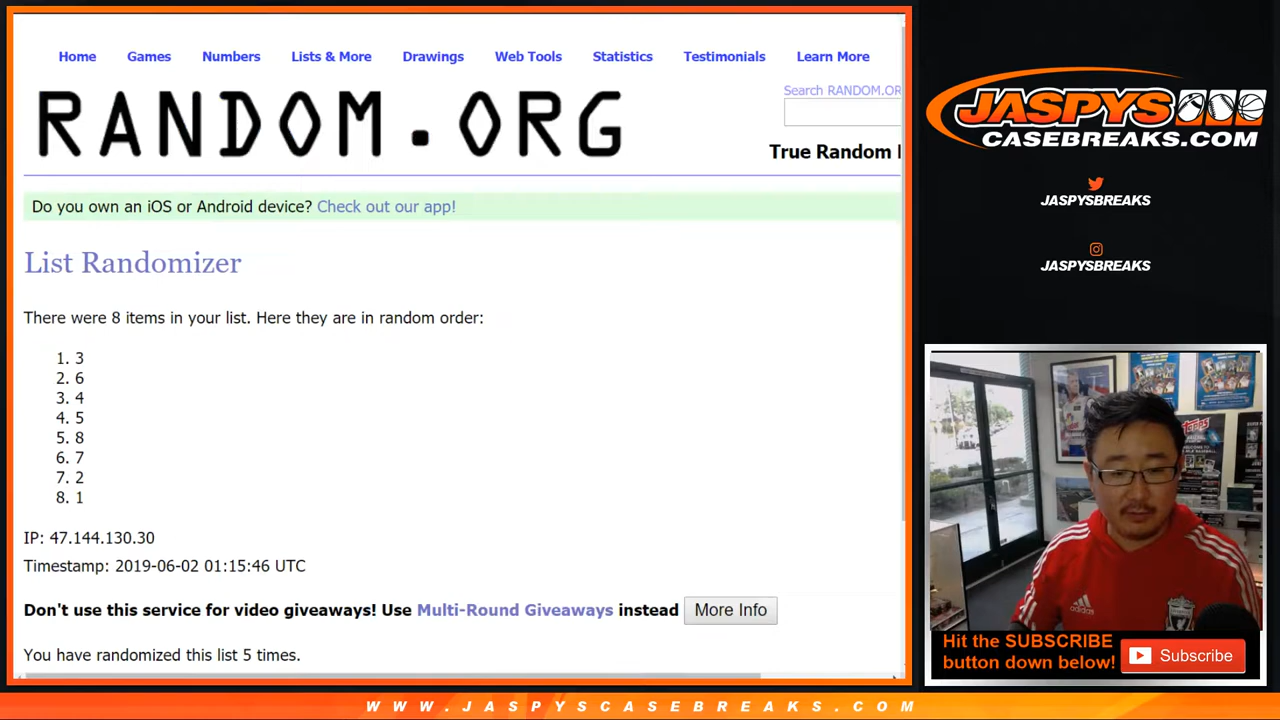 Home Games Numbers Lists & More Drawings Web Tools Statistics Testimonials Learn More
RANDOM.ORG
Search RANDOM.OR
True Random
Do you own an iOS or Android device? Check out our app!
List Randomizer
There were 8 items in your list. Here they are in random order:
1. 3
2. 6
3. 4
4. 5
5. 8
6. 7
7. 2
8. 1
IP: 47.144.130.30
Timestamp: 2019-06-02 01:15:46 UTC
Don't use this service for video giveaways! Use Multi-Round Giveaways instead More Info
You have randomized this list 5 times.
JASPYS
CASEBREAKS.COM
JASPYSBREAKS
JASPYSBREAKS
Topps
adidas
Hit the SUBSCRIBE
button down below!
Subscribe
WWW.JASPYSCASEBREAKS.COM